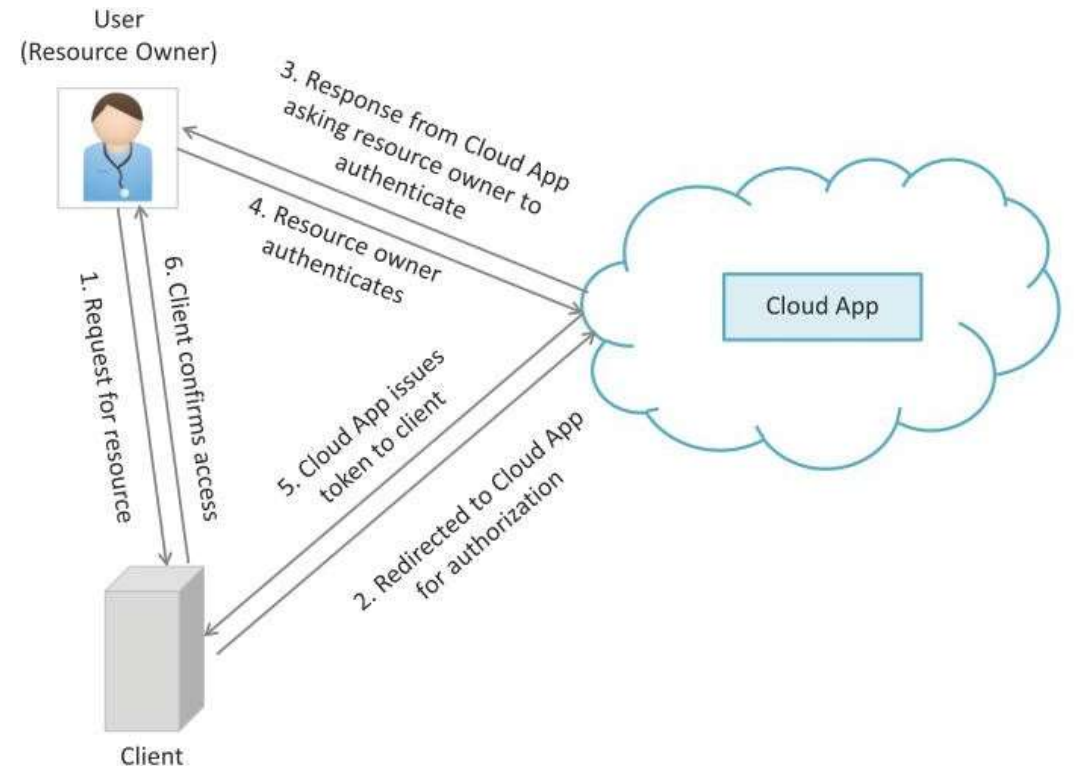 User
(Resource Owner)
3. Response from Cloud App
asking resource owner to
authenticate
4. Resource owner
authenticates
1. Request for resource
6. Client confirms access
5. Cloud App issues
token to client
2. Redirected to Cloud App
for authorization
Cloud App
Client